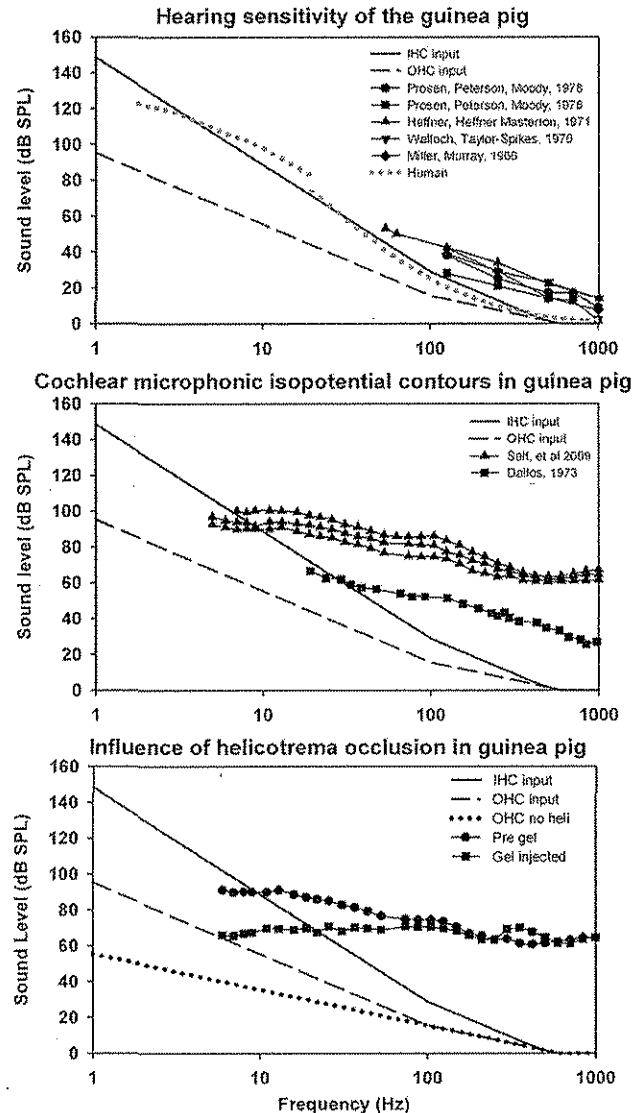 Hearing sensitivity of the guinea pig
160
140
120
100
80
60
40
20
0
Sound level (dB SPL)
IHC input
OHC input
Prosen, Peterson, Moody, 1978
Prosen, Peterson, Moody, 1978
Heffner, Heffner Masterton, 1971
Walloch, Taylor-Spikes, 1976
Miller, Murray, 1966
Human
1
10
100
1000
Cochlear microphonic isopotential contours in guinea pig
160
140
120
100
80
60
40
20
0
Sound level (dB SPL)
IHC input
OHC input
Salt, et al 2009
Dallos, 1973
1
10
100
1000
Influence of helicotrema occlusion in guinea pig
160
140
120
100
80
60
40
20
0
Sound Level (dB SPL)
IHC input
OHC input
OHC no heli
Pre gel
Gel injected
1
10
100
1000
Frequency (Hz)